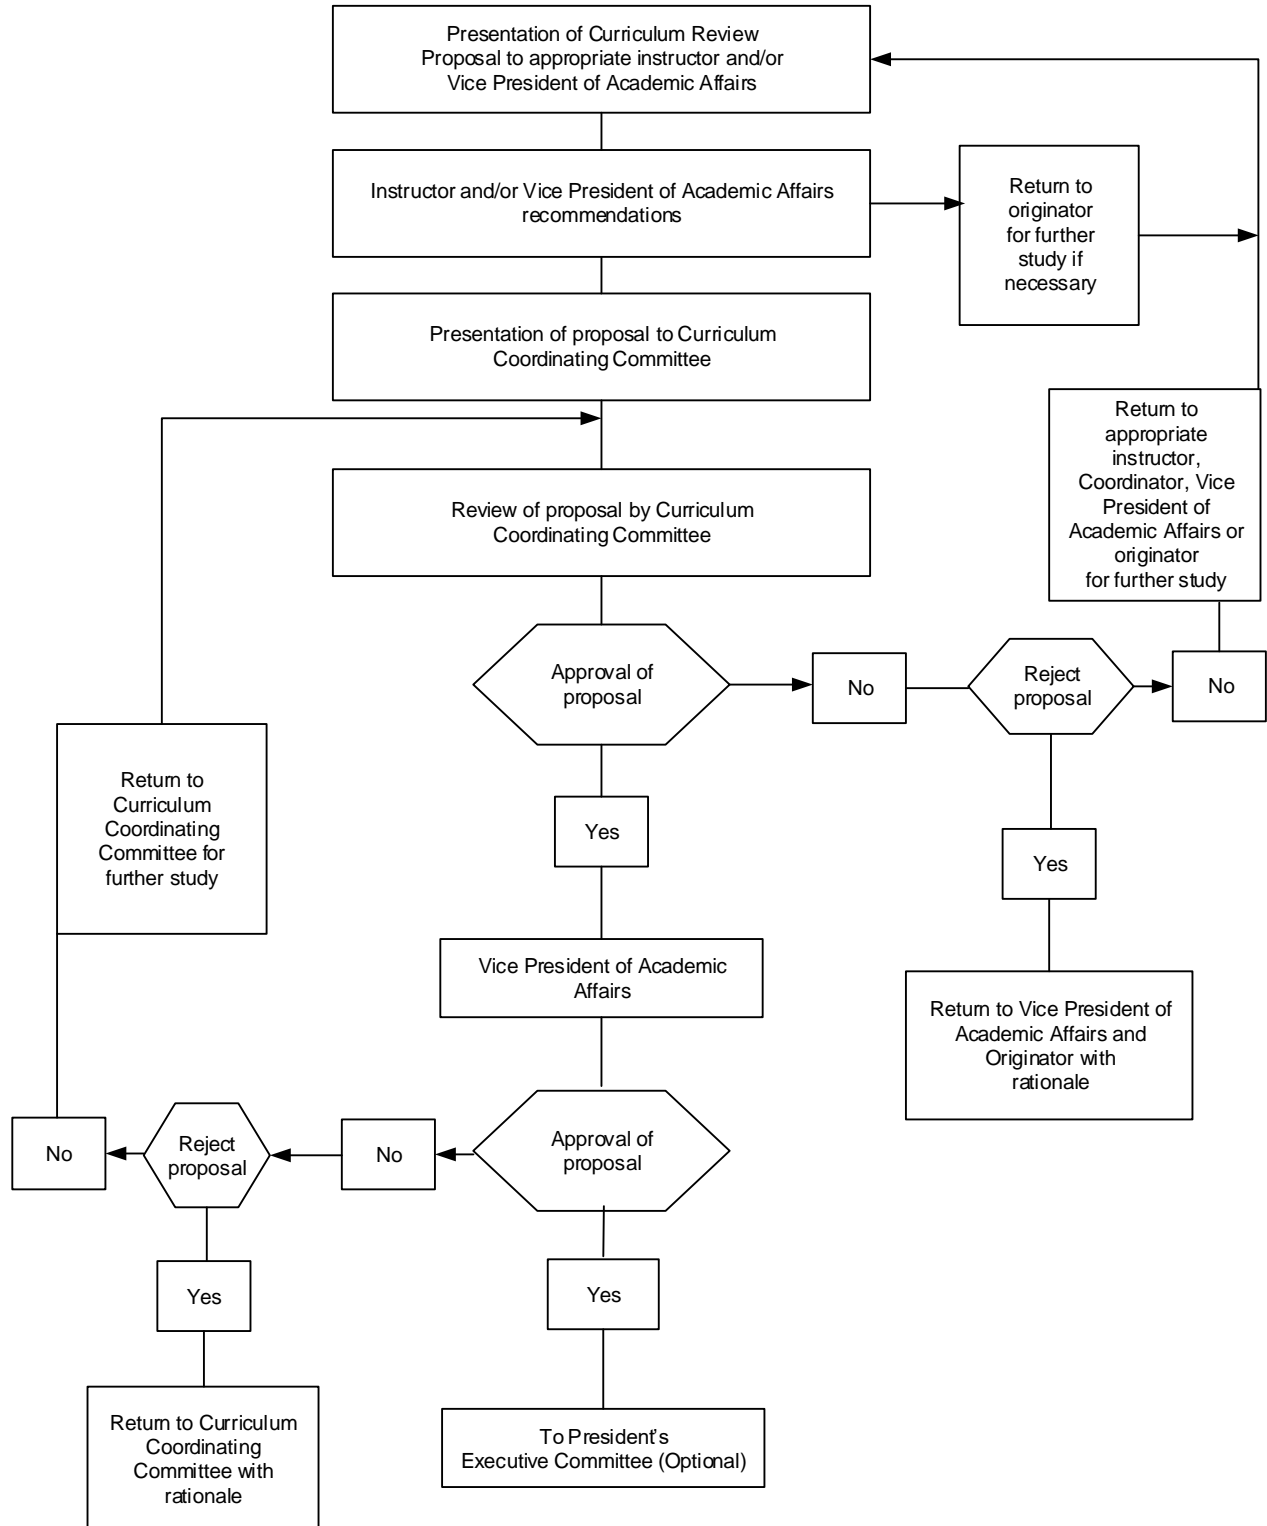 Presentation of Curriculum Review
Proposal to appropriate instructor and/or
Vice President of Academic Affairs
Instructor and/or Vice President of Academic Affairs
recommendations
Return to
originator
for further
study if
necessary
Presentation of proposal to Curriculum
Coordinating Committee
Return to
appropriate
instructor,
Coordinator, Vice
President of
Academic Affairs or
originator
for further study
Review of proposal by Curriculum
Coordinating Committee
Approval of
proposal
No
Reject
proposal
No
Return to
Curriculum
Coordinating
Committee for
further study
Yes
Yes
Vice President of Academic
Affairs
Return to Vice President of
Academic Affairs and
Originator with
rationale
No
Reject
proposal
No
Approval of
proposal
Yes
Yes
Return to Curriculum
Coordinating
Committee with
rationale
To President's
Executive Committee (Optional)